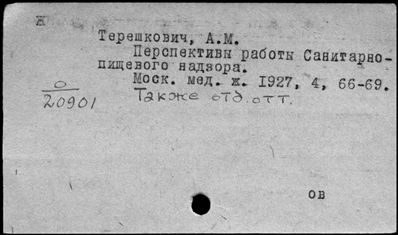 Ж
Терешкович, А.М.
Перспективы работы Санитарно-
пищевого надзора.
Моск. мед. ж. 1927, 4, 66-69.
О
20901
Также отд. отт.
ов